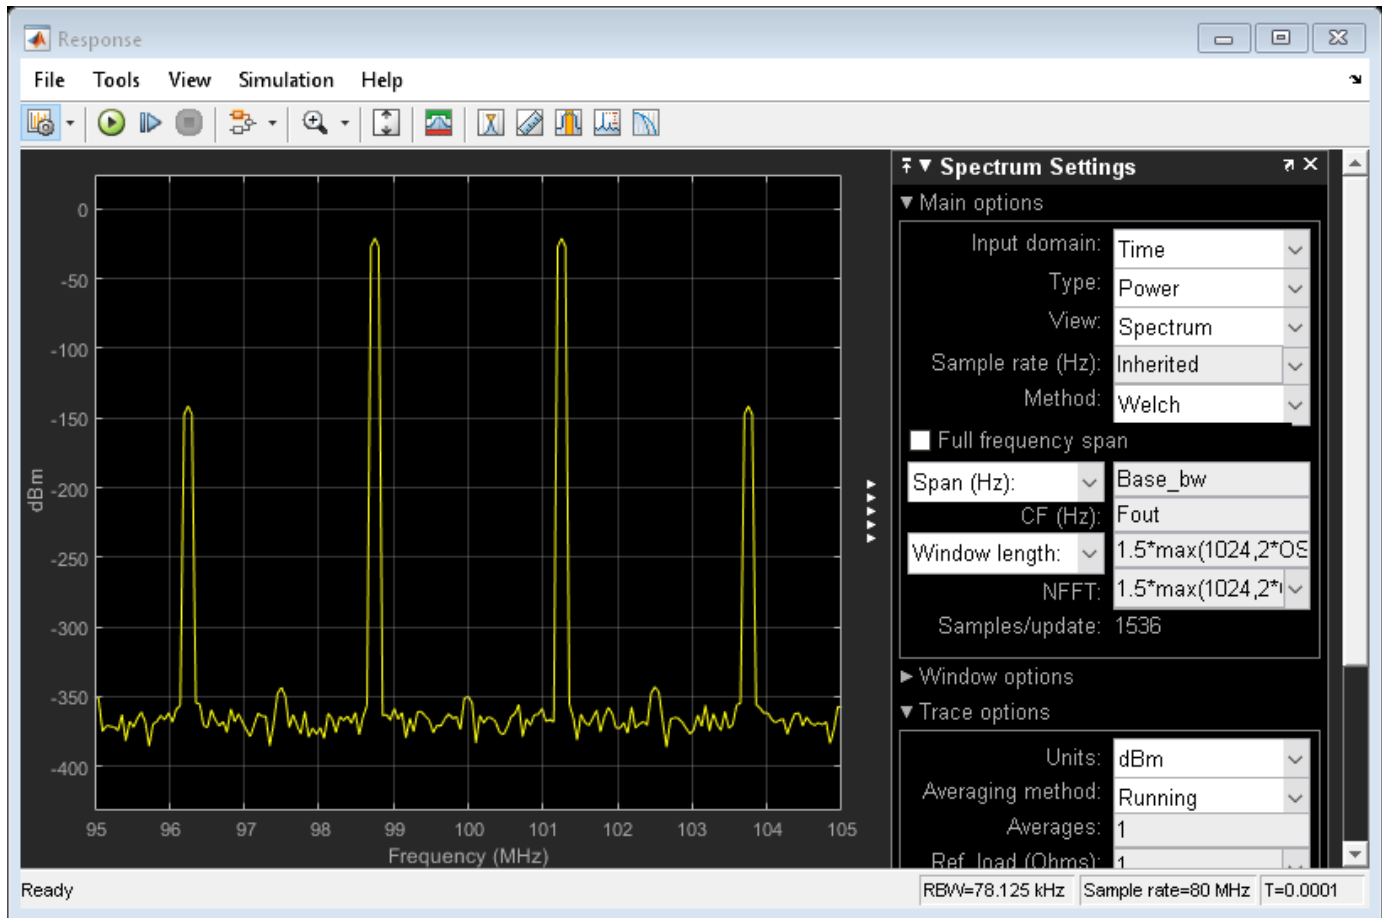 Response
File Tools View Simulation Help
Spectrum Settings
Main options
Input domain: Time
Type: Power
View: Spectrum
Sample rate (Hz): Inherited
Method: Welch
Full frequency span
Span (Hz): Base_bw
CF (Hz): Fout
Window length: 1.5*max(1024,2*OS
NFFT: 1.5*max(1024,2*
Samples/update: 1536
Window options
Trace options
Units: dBm
Averaging method: Running
Averages: 1
Ref. load (Ohms): 1
0
-50
-100
-150
-200
-250
-300
-350
-400
dBm
95 96 97 98 99 100 101 102 103 104 105
Frequency (MHz)
Ready
RBW=78.125 kHz Sample rate=80 MHz T=0.0001